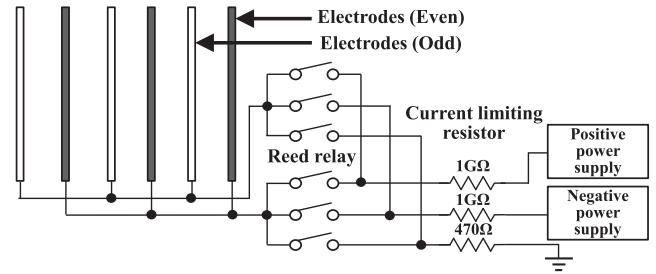 Electrodes (Even)
Electrodes (Odd)
Current limiting
resistor
Reed relay
1GΩ
1GΩ
470Ω
Positive
power
supply
Negative
power
supply